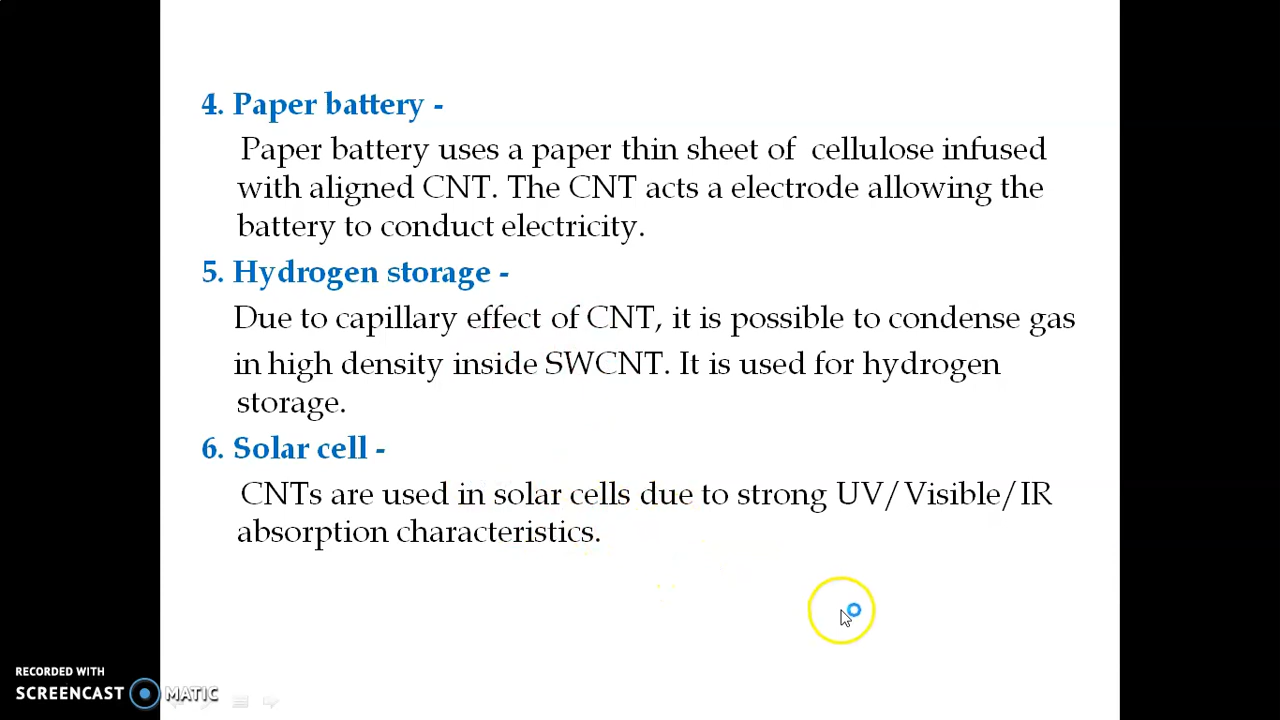 4. Paper battery -
Paper battery uses a paper thin sheet of cellulose infused
with aligned CNT. The CNT acts a electrode allowing the
battery to conduct electricity.
5. Hydrogen storage -
Due to capillary effect of CNT, it is possible to condense gas
in high density inside SWCNT. It is used for hydrogen
storage.
6. Solar cell -
CNTs are used in solar cells due to strong UV/Visible/IR
absorption characteristics.
RECORDED WITH
SCREENCAST MATIC